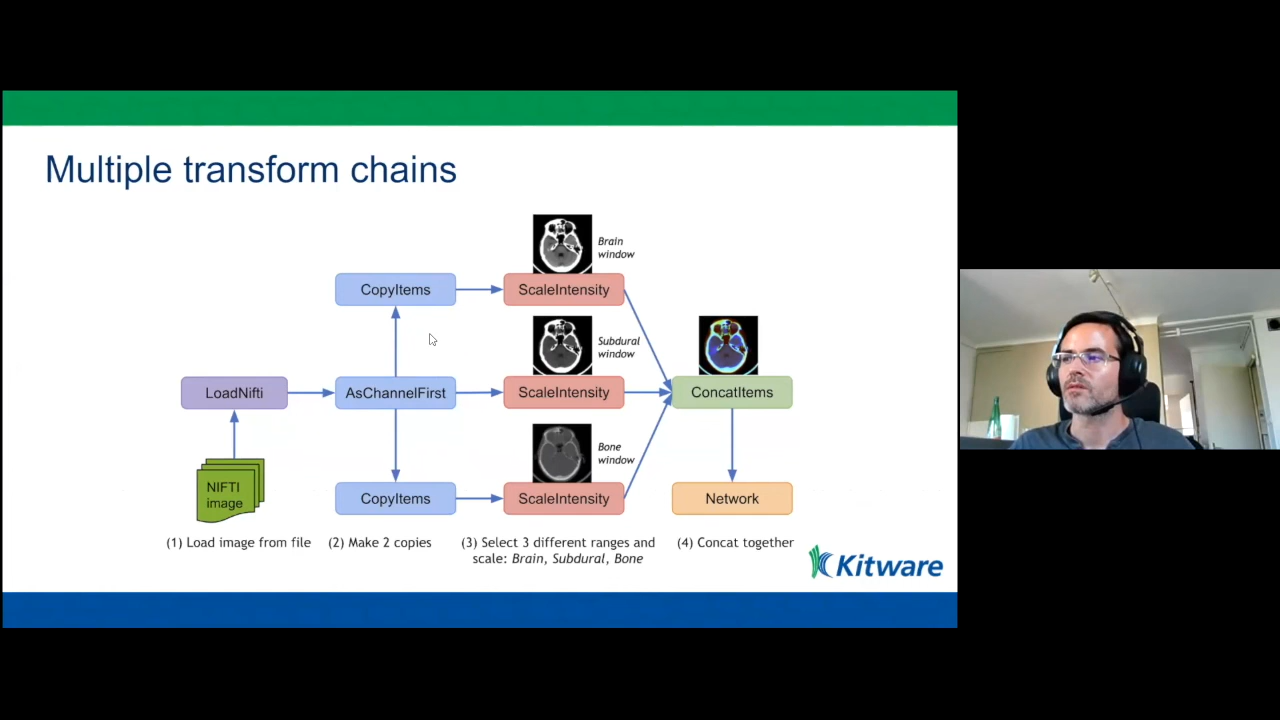 Multiple transform chains
Brain
window
CopyItems
ScaleIntensity
Subdural
window
LoadNifti
AsChannelFirst
ScaleIntensity
ConcatItems
Bone
window
NIFTI
image
CopyItems
ScaleIntensity
Network
(1) Load image from file
(2) Make 2 copies
(3) Select 3 different ranges and
scale: Brain, Subdural, Bone
(4) Concat together
Kitware